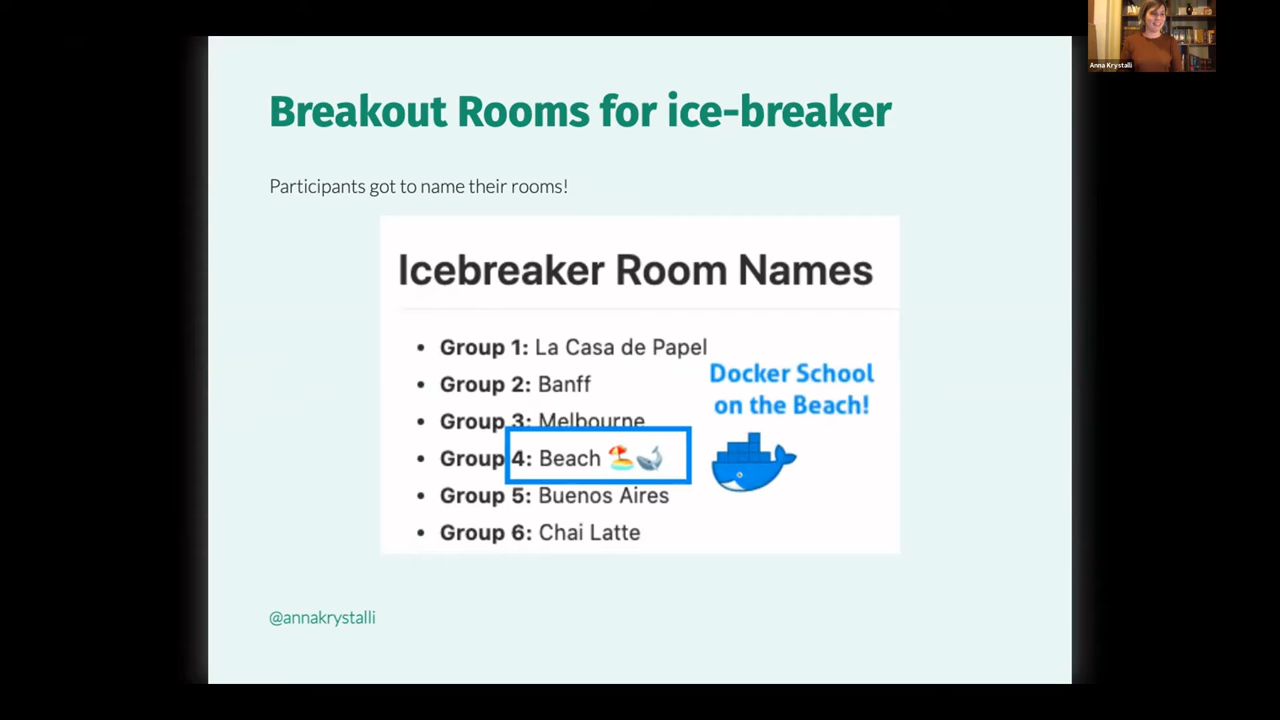 Anna Krystalli
Breakout Rooms for ice-breaker
Participants got to name their rooms!
Icebreaker Room Names
• Group 1: La Casa de Papel
• Group 2: Banff
• Group 3: Melbourne
• Group 4: Beach 🏖️🐋
• Group 5: Buenos Aires
• Group 6: Chai Latte
Docker School
on the Beach!
@annakrystalli